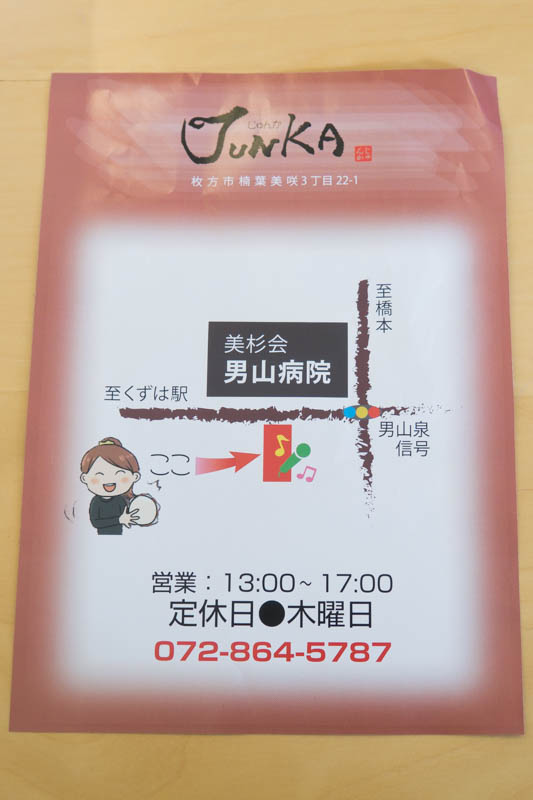 じゅんか
JUNKA
枚方市楠葉美咲3丁目22-1
至橋本
美杉会
男山病院
至くずは駅
男山泉
信号
ここ
営業：13:00～17:00
定休日●木曜日
072-864-5787